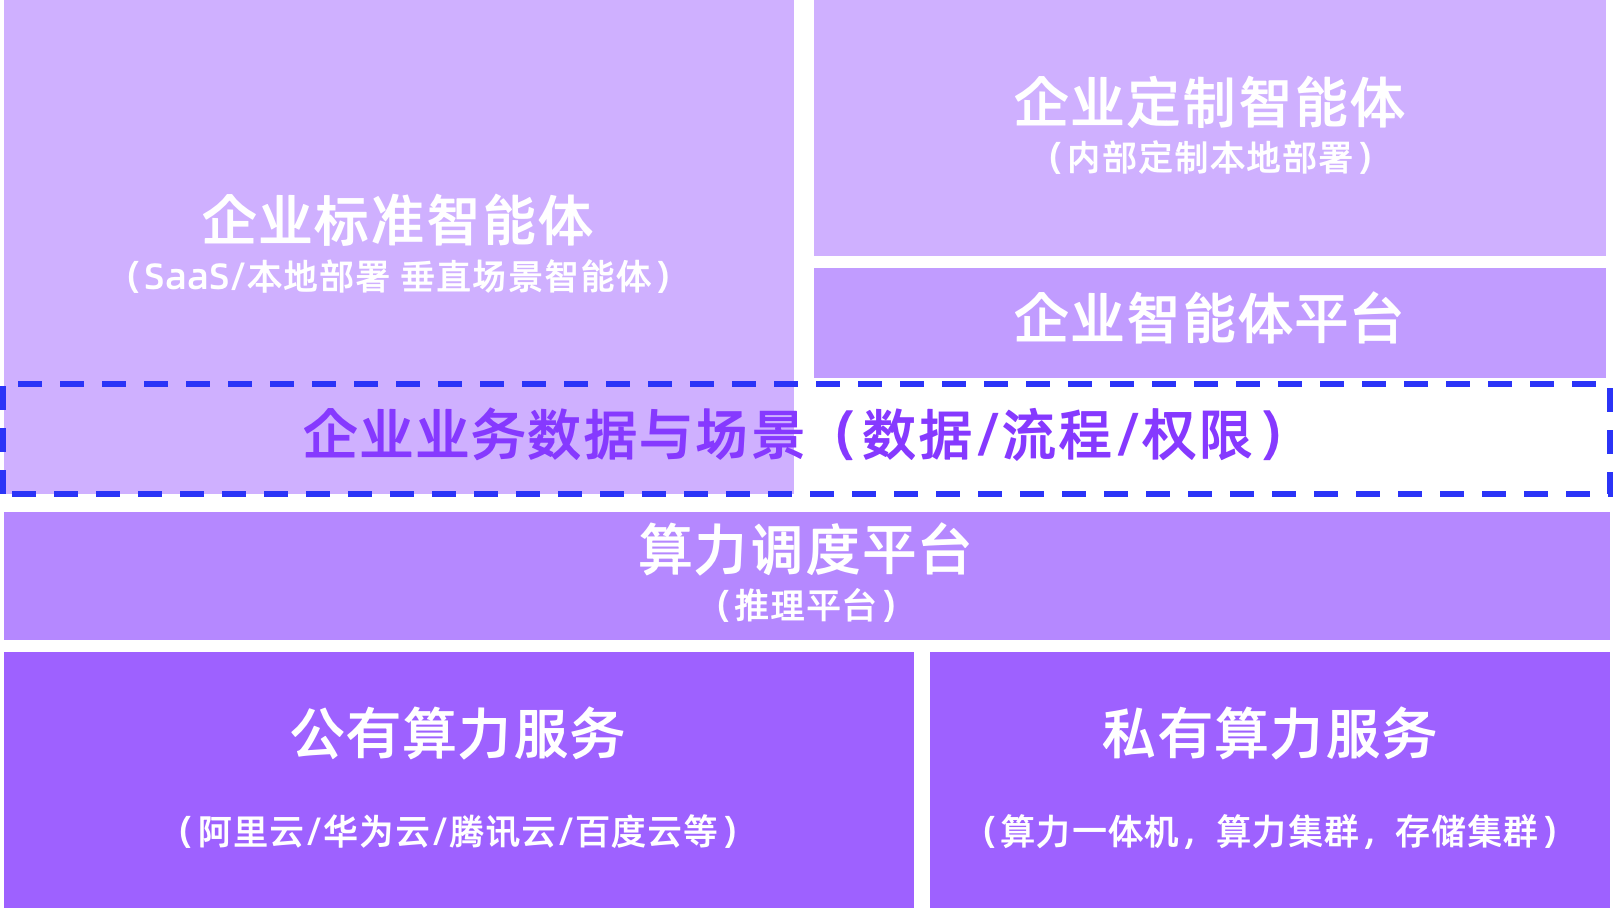 企业标准智能体
（SaaS/本地部署 垂直场景智能体）
企业定制智能体
（内部定制本地部署）
企业智能体平台
企业业务数据与场景（数据/流程/权限）
算力调度平台
（推理平台）
公有算力服务
（阿里云/华为云/腾讯云/百度云等）
私有算力服务
（算力一体机，算力集群，存储集群）